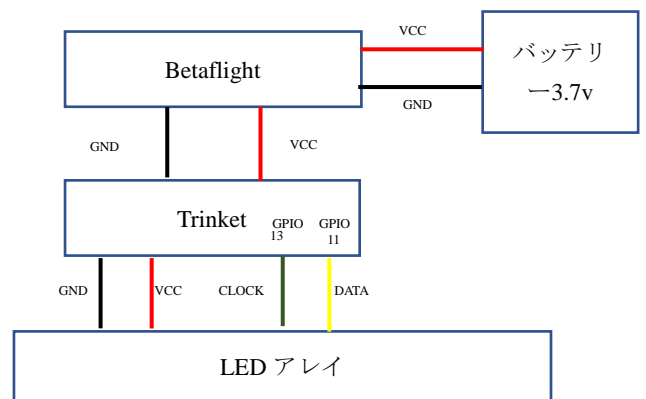 VCC
バッテリ
ー3.7v
Betaflight
GND
GND
VCC
Trinket
GPIO
13
GPIO
11
GND
VCC
CLOCK
DATA
LED アレイ